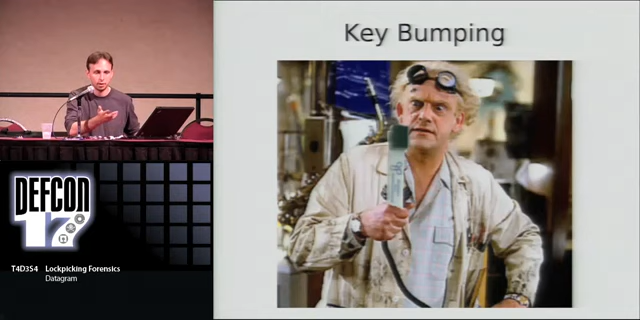 Key Bumping
DEFCON
17
T4D3S4 Lockpicking Forensics
Datagram